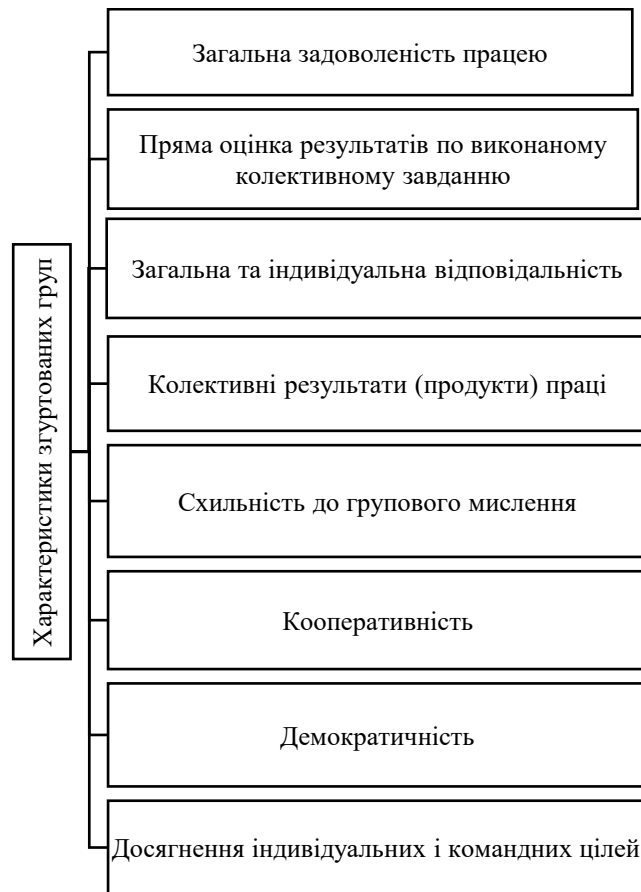 Характеристики згуртованих груп
Загальна задоволеність працею
Пряма оцінка результатів по виконаному
колективному завданню
Загальна та індивідуальна відповідальність
Колективні результати (продукти) праці
Схильність до групового мислення
Кооперативність
Демократичність
Досягнення індивідуальних і командних цілей